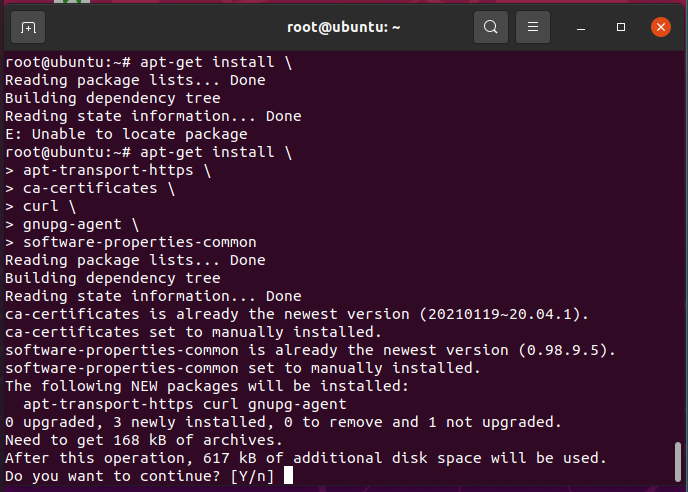 root@ubuntu: ~
root@ubuntu:~# apt-get install \
Reading package lists... Done
Building dependency tree
Reading state information... Done
E: Unable to locate package
root@ubuntu:~# apt-get install \
> apt-transport-https \
> ca-certificates \
> curl \
> gnupg-agent \
> software-properties-common
Reading package lists... Done
Building dependency tree
Reading state information... Done
ca-certificates is already the newest version (20210119~20.04.1).
ca-certificates set to manually installed.
software-properties-common is already the newest version (0.98.9.5).
software-properties-common set to manually installed.
The following NEW packages will be installed:
  apt-transport-https curl gnupg-agent
0 upgraded, 3 newly installed, 0 to remove and 1 not upgraded.
Need to get 168 kB of archives.
After this operation, 617 kB of additional disk space will be used.
Do you want to continue? [Y/n]